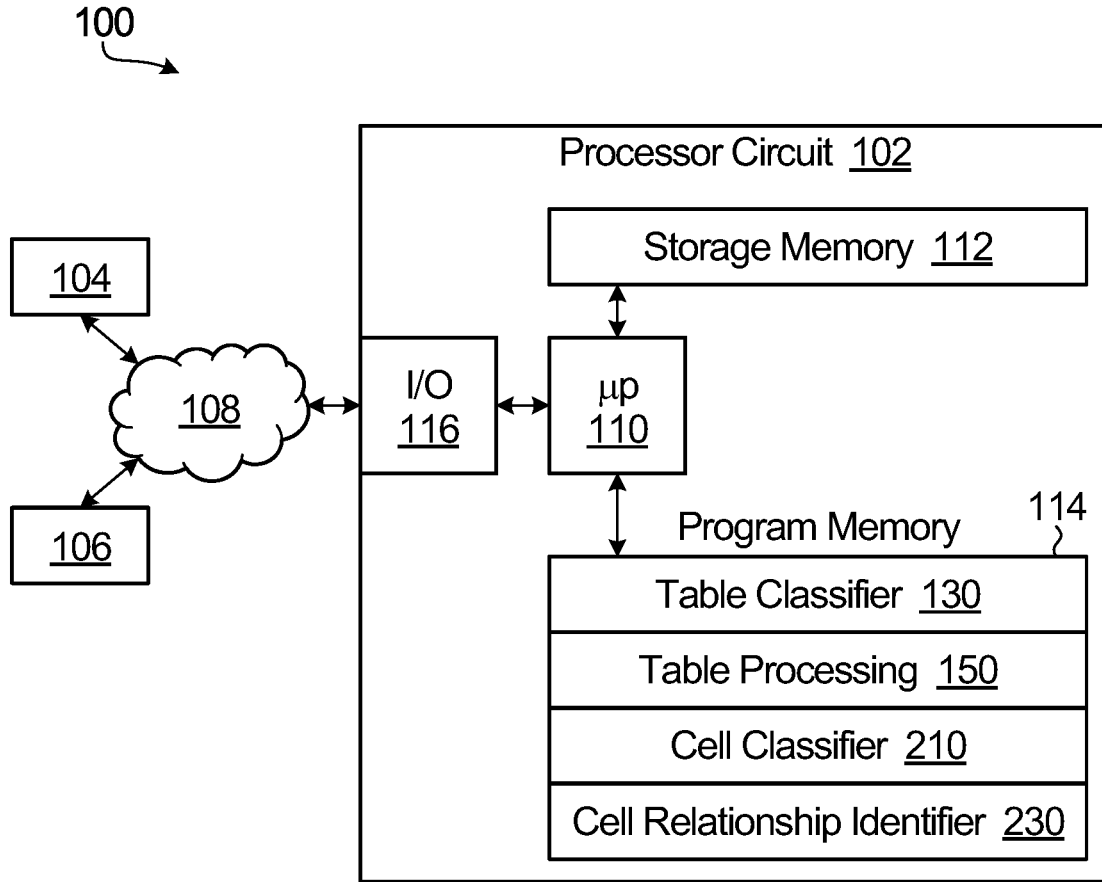 100
Processor Circuit 102
Storage Memory 112
104
108
I/O
116
μp
110
106
114
Program Memory
Table Classifier 130
Table Processing 150
Cell Classifier 210
Cell Relationship Identifier 230